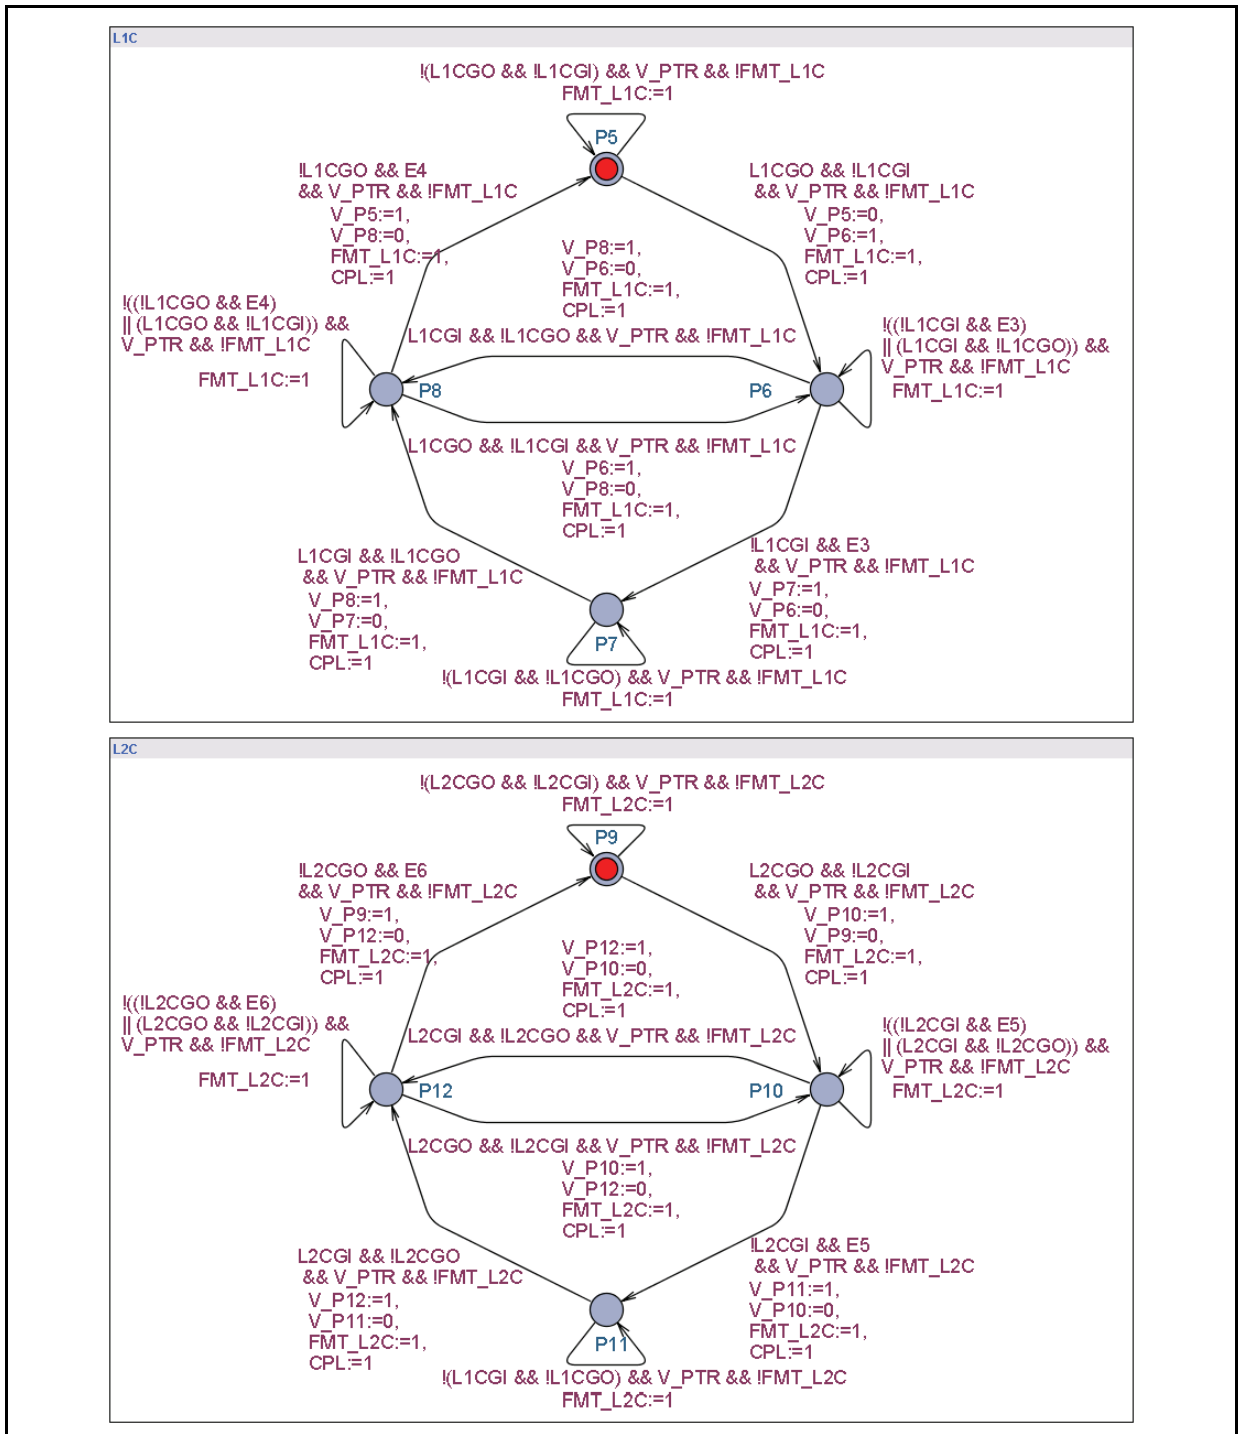 L1C
!(L1CGO && !L1CGI) && V_PTR && !FMT_L1C
FMT_L1C:=1
P5
!L1CGO && E4
&& V_PTR && !FMT_L1C
V_P5:=1,
V_P8:=0,
FMT_L1C:=1,
CPL:=1
L1CGO && !L1CGI
&& V_PTR && !FMT_L1C
V_P5:=0,
V_P6:=1,
FMT_L1C:=1,
CPL:=1
V_P8:=1,
V_P6:=0,
FMT_L1C:=1,
CPL:=1
L1CGI && !L1CGO && V_PTR && !FMT_L1C
!((!L1CGO && E4)
|| (L1CGO && !L1CGI)) &&
V_PTR && !FMT_L1C
FMT_L1C:=1
!((!L1CGI && E3)
|| (L1CGI && !L1CGO)) &&
V_PTR && !FMT_L1C
FMT_L1C:=1
P8
P6
L1CGO && !L1CGI && V_PTR && !FMT_L1C
V_P6:=1,
V_P8:=0,
FMT_L1C:=1,
CPL:=1
L1CGI && !L1CGO
&& V_PTR && !FMT_L1C
V_P8:=1,
V_P7:=0,
FMT_L1C:=1,
CPL:=1
!L1CGI && E3
&& V_PTR && !FMT_L1C
V_P7:=1,
V_P6:=0,
FMT_L1C:=1,
CPL:=1
P7
!(L1CGI && !L1CGO) && V_PTR && !FMT_L1C
FMT_L1C:=1
L2C
!(L2CGO && !L2CGI) && V_PTR && !FMT_L2C
FMT_L2C:=1
P9
!L2CGO && E6
&& V_PTR && !FMT_L2C
V_P9:=1,
V_P12:=0,
FMT_L2C:=1,
CPL:=1
L2CGO && !L2CGI
&& V_PTR && !FMT_L2C
V_P10:=1,
V_P9:=0,
FMT_L2C:=1,
CPL:=1
V_P12:=1,
V_P10:=0,
FMT_L2C:=1,
CPL:=1
L2CGI && !L2CGO && V_PTR && !FMT_L2C
!((!L2CGO && E6)
|| (L2CGO && !L2CGI)) &&
V_PTR && !FMT_L2C
FMT_L2C:=1
!((!L2CGI && E5)
|| (L2CGI && !L2CGO)) &&
V_PTR && !FMT_L2C
FMT_L2C:=1
P12
P10
L2CGO && !L2CGI && V_PTR && !FMT_L2C
V_P10:=1,
V_P12:=0,
FMT_L2C:=1,
CPL:=1
L2CGI && !L2CGO
&& V_PTR && !FMT_L2C
V_P12:=1,
V_P11:=0,
FMT_L2C:=1,
CPL:=1
!L2CGI && E5
&& V_PTR && !FMT_L2C
V_P11:=1,
V_P10:=0,
FMT_L2C:=1,
CPL:=1
P11
!(L1CGI && !L1CGO) && V_PTR && !FMT_L2C
FMT_L2C:=1